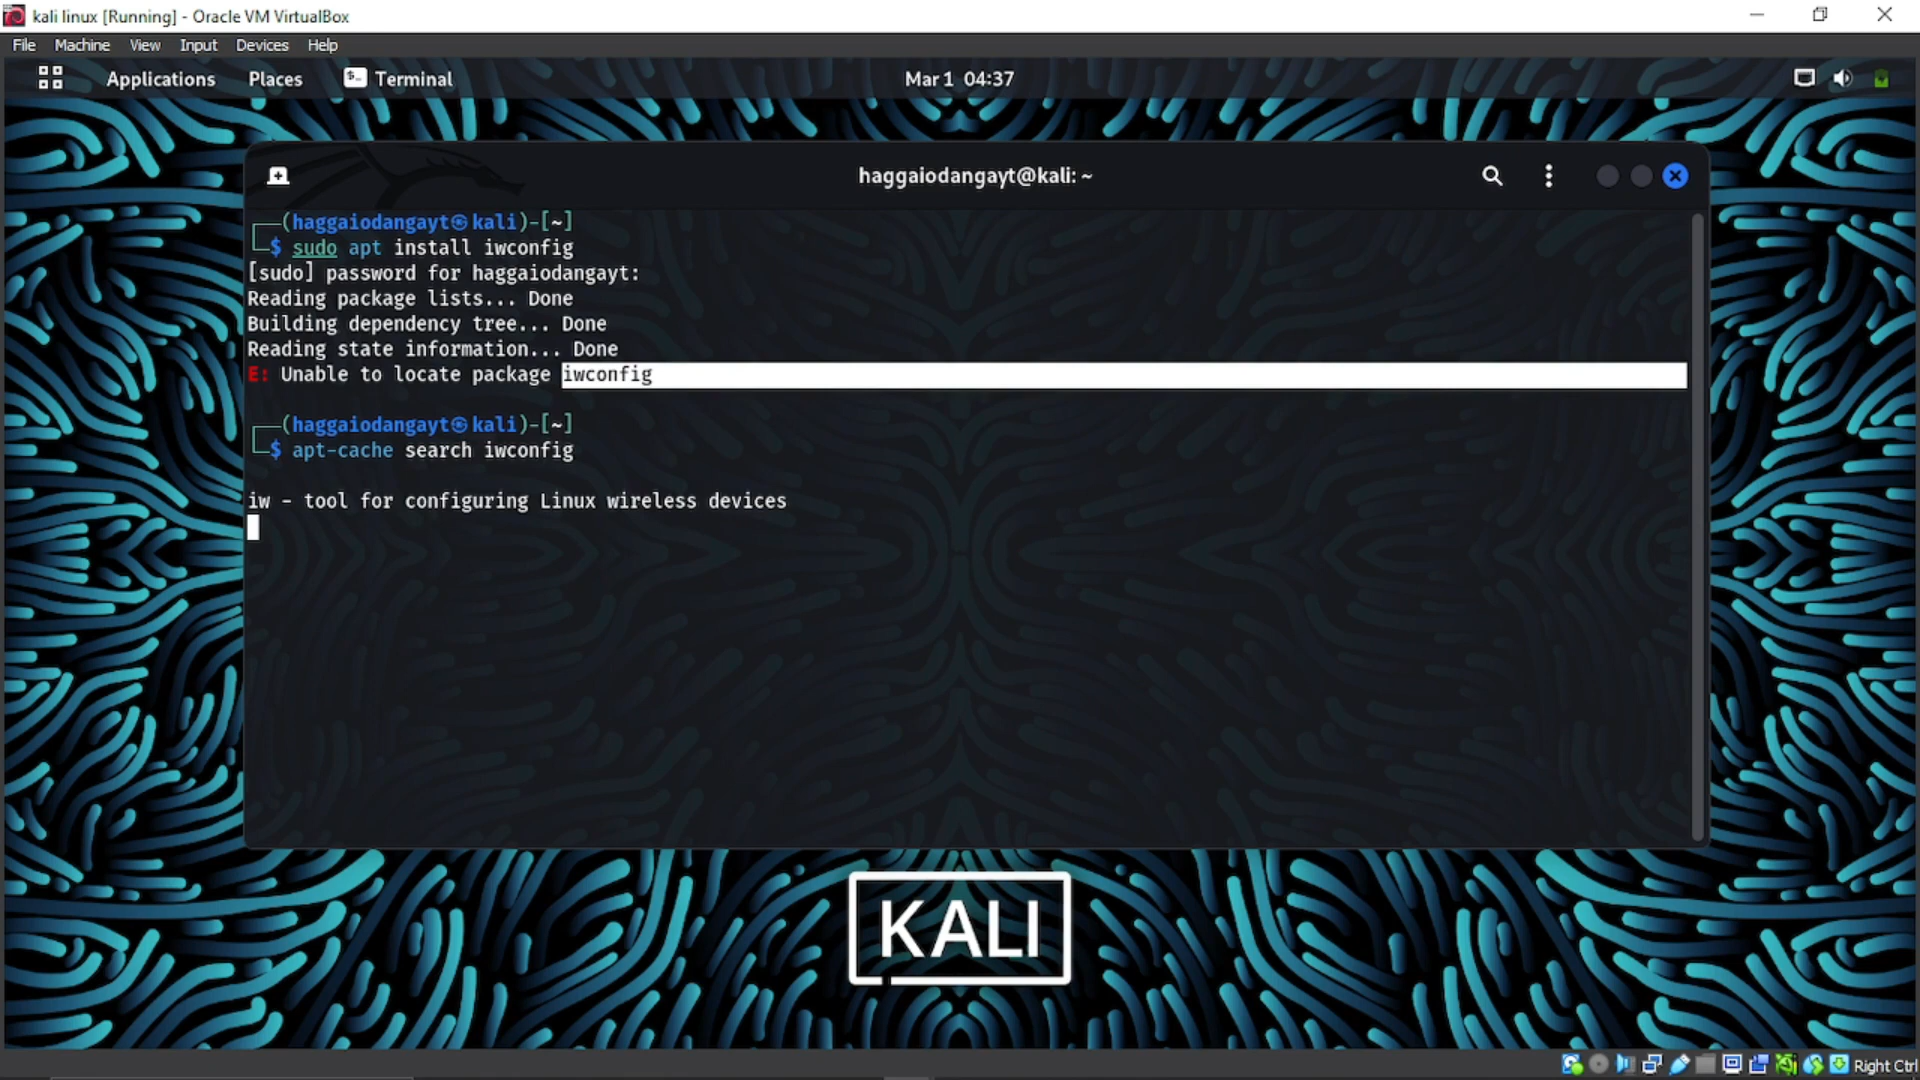 kali linux [Running] - Oracle VM VirtualBox
File Machine View Input Devices Help
Applications Places Terminal Mar 1 04:37
haggaiodangayt@kali: ~
┌──(haggaiodangayt㉿kali)-[~]
└─$ sudo apt install iwconfig
[sudo] password for haggaiodangayt:
Reading package lists... Done
Building dependency tree... Done
Reading state information... Done
E: Unable to locate package iwconfig
┌──(haggaiodangayt㉿kali)-[~]
└─$ apt-cache search iwconfig
iw - tool for configuring Linux wireless devices
KALI
Right Ctrl